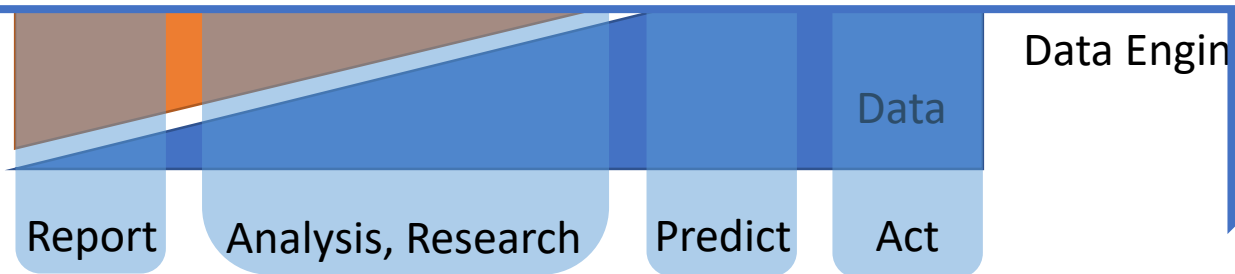 Data Engin
Data
Report
Analysis, Research
Predict
Act